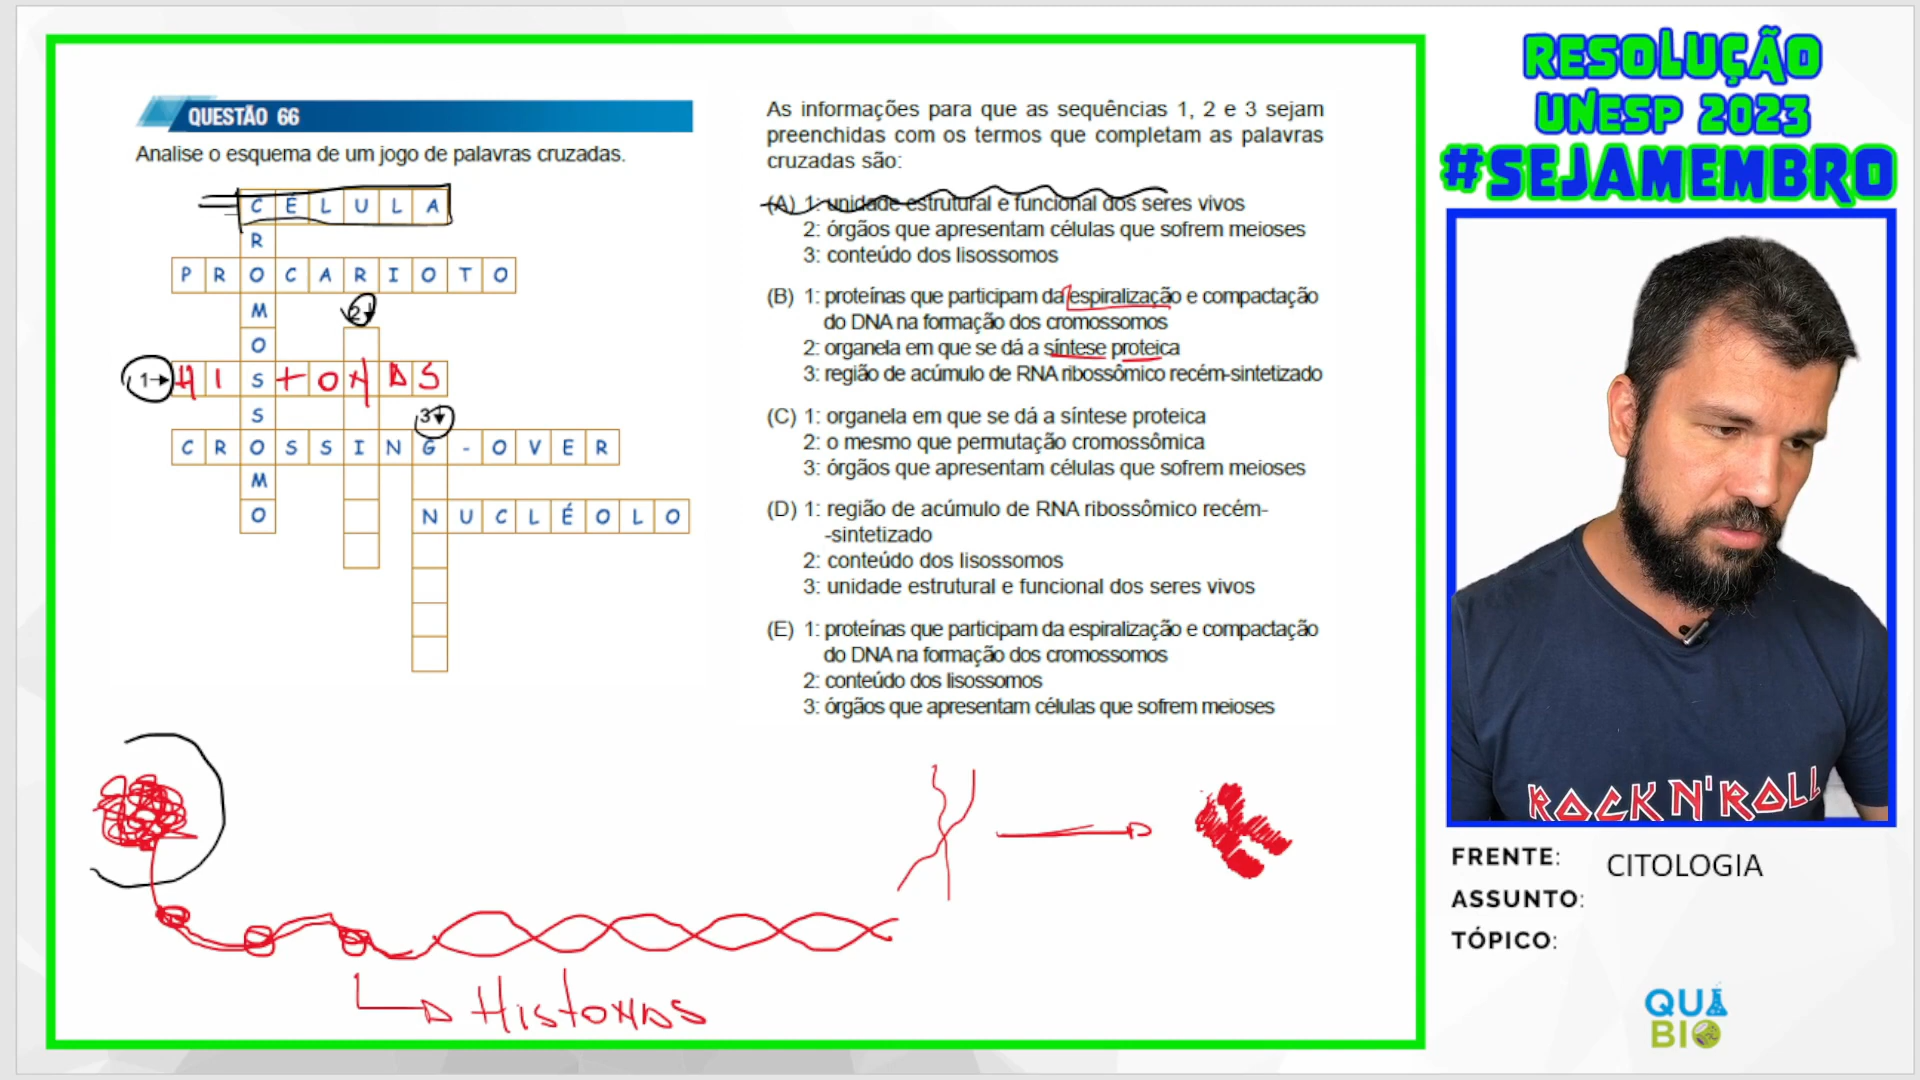 QUESTÃO 66
Analise o esquema de um jogo de palavras cruzadas.
CÉLULA
R
PROCARIOTO
M
2
O
1 HISTONAS
S
3
CROSSING-OVER
M
O NUCLÉOLO
As informações para que as sequências 1, 2 e 3 sejam
preenchidas com os termos que completam as palavras
cruzadas são:
(A) 1: unidade estrutural e funcional dos seres vivos
2: órgãos que apresentam células que sofrem meioses
3: conteúdo dos lisossomos
(B) 1: proteínas que participam da espiralização e compactação
do DNA na formação dos cromossomos
2: organela em que se dá a síntese proteica
3: região de acúmulo de RNA ribossômico recém-sintetizado
(C) 1: organela em que se dá a síntese proteica
2: o mesmo que permutação cromossômica
3: órgãos que apresentam células que sofrem meioses
(D) 1: região de acúmulo de RNA ribossômico recém-
-sintetizado
2: conteúdo dos lisossomos
3: unidade estrutural e funcional dos seres vivos
(E) 1: proteínas que participam da espiralização e compactação
do DNA na formação dos cromossomos
2: conteúdo dos lisossomos
3: órgãos que apresentam células que sofrem meioses
Histonas
RESOLUÇÃO
UNESP 2023
#SEJAMEMBRO
ROCK N'ROLL
FRENTE: CITOLOGIA
ASSUNTO:
TÓPICO:
QUÍ
BIO